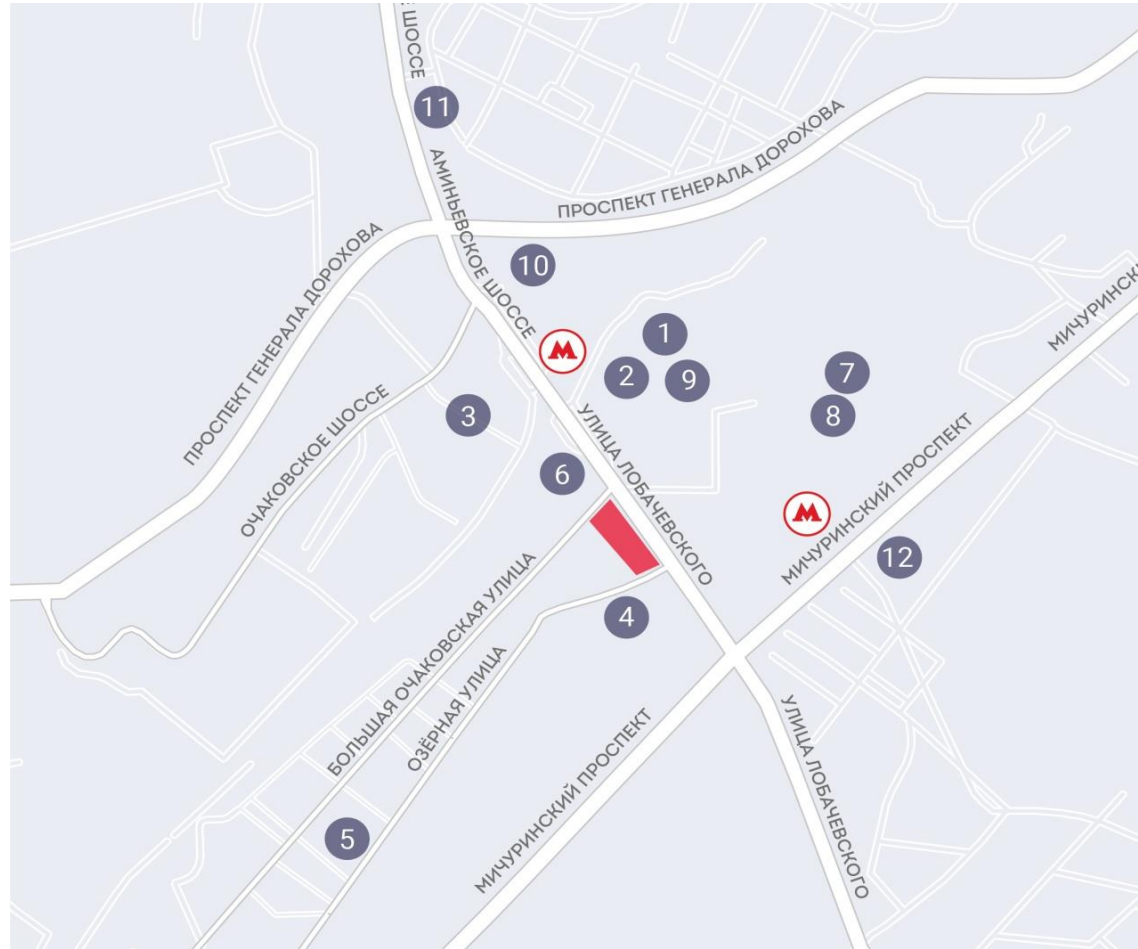 Е ШОССЕ
11
АМИНЬЕВСКОЕ ШОССЕ
ПРОСПЕКТ ГЕНЕРАЛА ДОРОХОВА
ПРОСПЕКТ ГЕНЕРАЛА ДОРОХОВА
10
МИЧУРИНСКИ
М
1
2
9
7
8
3
ОЧАКОВСКОЕ ШОССЕ
6
УЛИЦА ЛОБАЧЕВСКОГО
М
МИЧУРИНСКИЙ ПРОСПЕКТ
12
БОЛЬШАЯ ОЧАКОВСКАЯ УЛИЦА
4
ОЗЁРНАЯ УЛИЦА
МИЧУРИНСКИЙ ПРОСПЕКТ
УЛИЦА ЛОБАЧЕВСКОГО
5